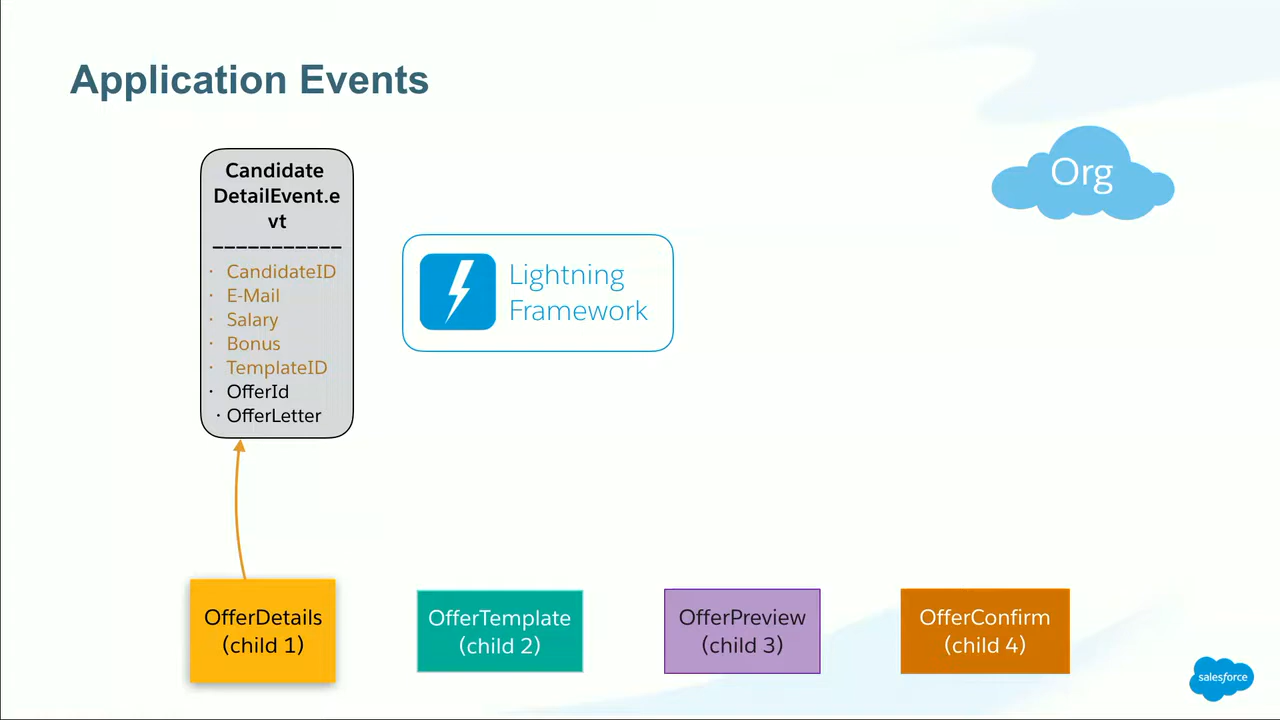 Application Events
Candidate
DetailEvent.e
vt
-----------
· CandidateID
· E-Mail
· Salary
· Bonus
· TemplateID
· OfferId
· OfferLetter
Lightning
Framework
Org
OfferDetails
(child 1)
OfferTemplate
(child 2)
OfferPreview
(child 3)
OfferConfirm
(child 4)
salesforce